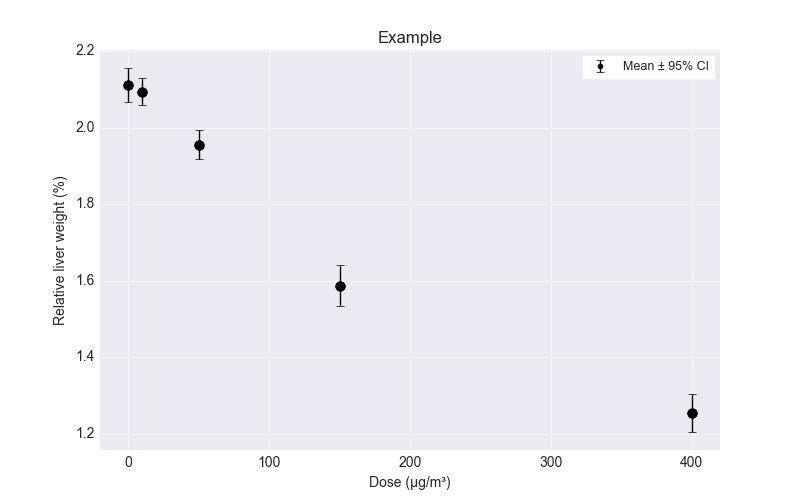 Example
Mean ± 95% CI
2.2
2.0
1.8
1.6
1.4
1.2
Relative liver weight (%)
0 100 200 300 400
Dose (µg/m³)